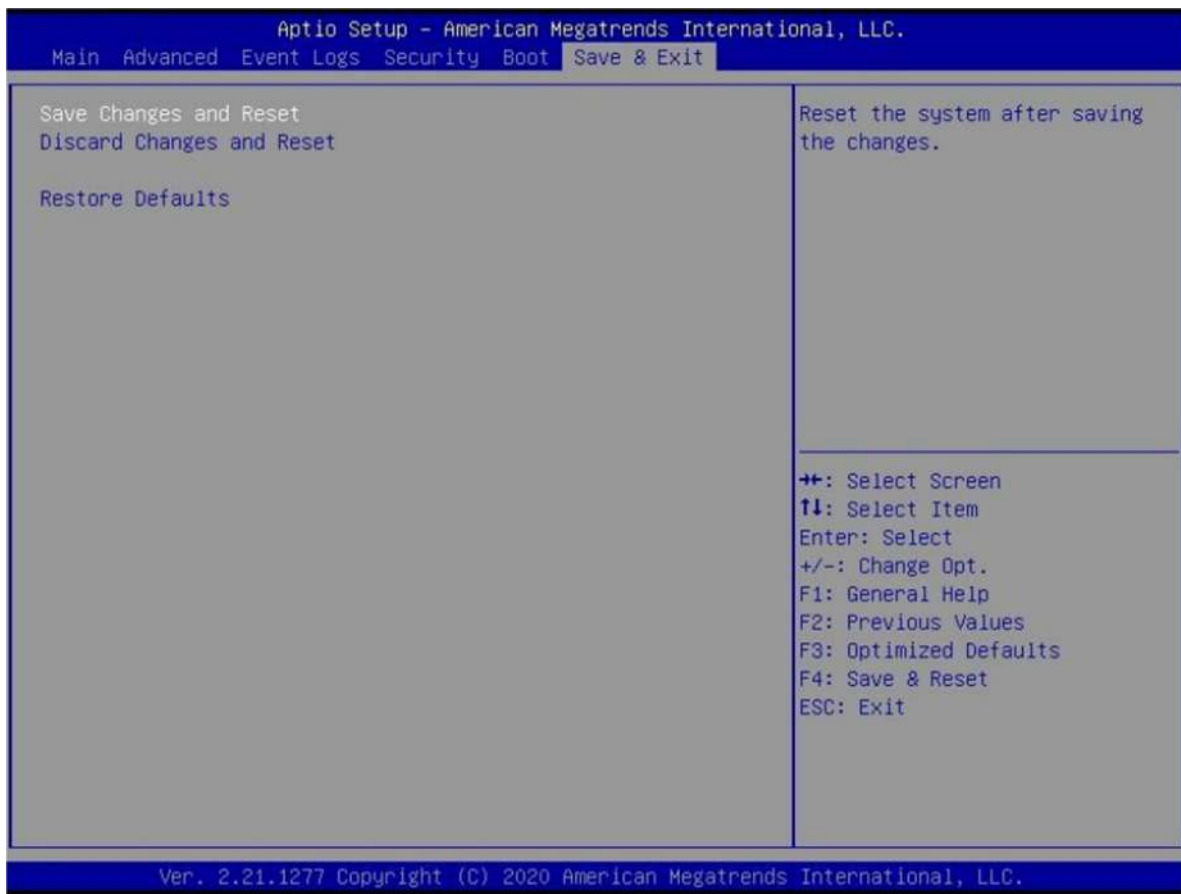 Aptio Setup – American Megatrends International, LLC.
Main Advanced Event Logs Security Boot Save & Exit
Save Changes and Reset
Discard Changes and Reset
Restore Defaults
Reset the system after saving
the changes.
→←: Select Screen
↑↓: Select Item
Enter: Select
+/-: Change Opt.
F1: General Help
F2: Previous Values
F3: Optimized Defaults
F4: Save & Reset
ESC: Exit
Ver. 2.21.1277 Copyright (C) 2020 American Megatrends International, LLC.